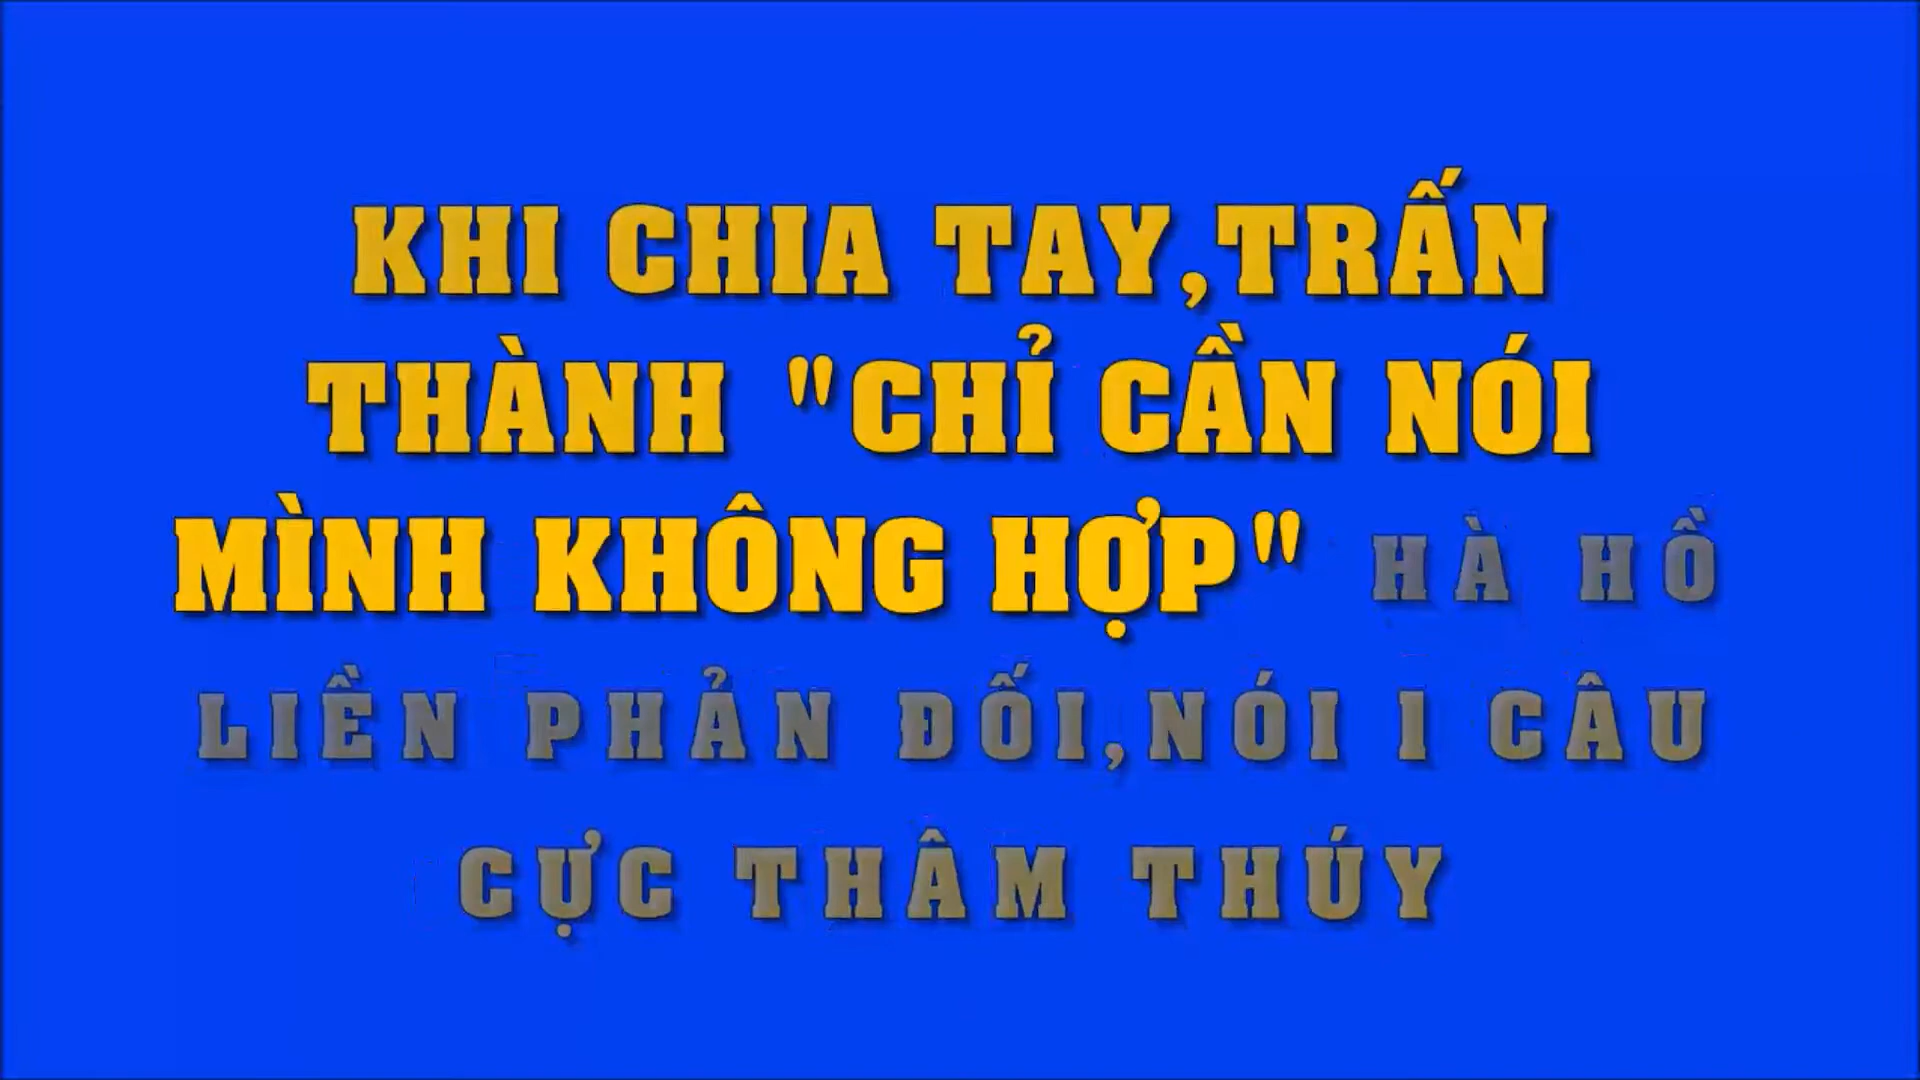 KHI CHIA TAY,TRẤN
THÀNH "CHỈ CẦN NÓI
MÌNH KHÔNG HỢP" HÀ HỒ
LIỀN PHẢN ĐỐI,NÓI 1 CÂU
CỰC THÂM THÚY